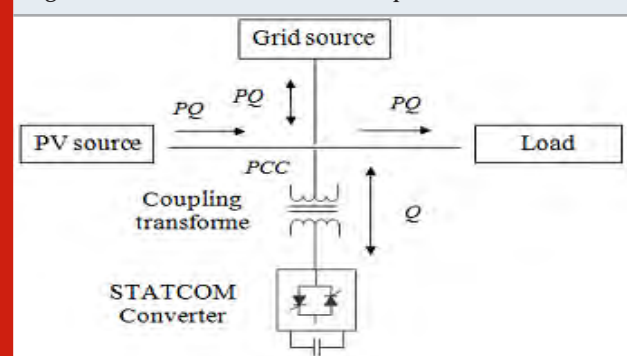 Grid source
PQ
PQ
PQ
PV source
Load
PCC
Coupling
transforme
Q
STATCOM
Converter